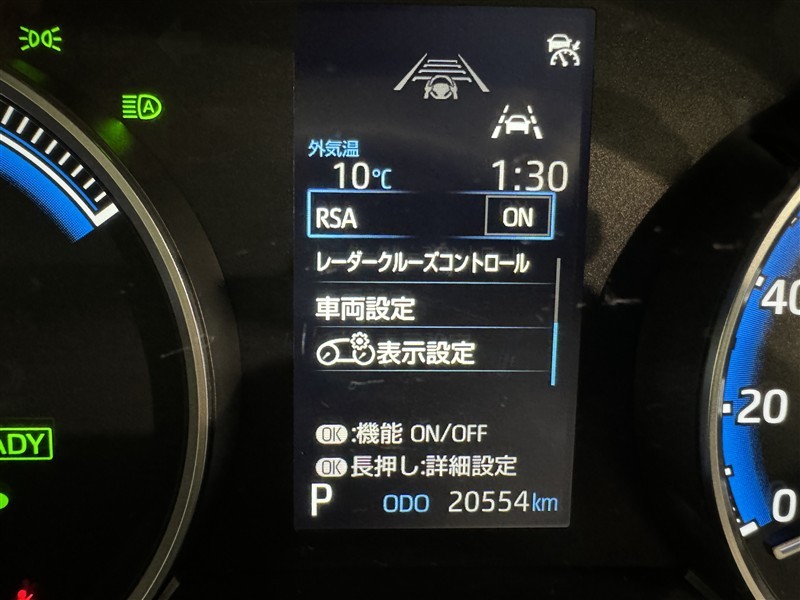 A
外気温
10℃ 1:30
RSA ON
レーダークルーズコントロール
車両設定
表示設定
OK:機能 ON/OFF
OK長押し:詳細設定
P ODO 20554km
ADY
40
20
0